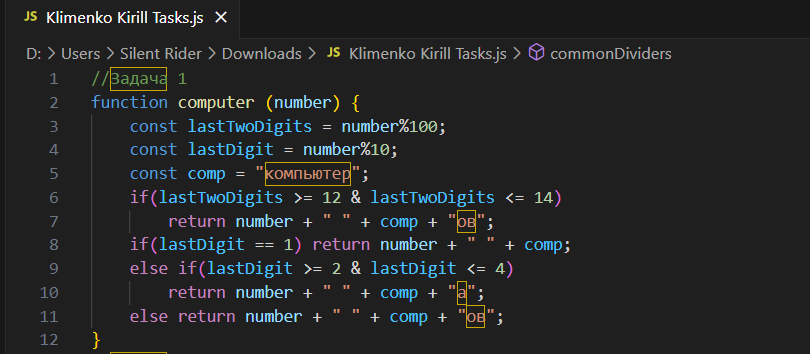 JS Klimenko Kirill Tasks.js ×
D: > Users > Silent Rider > Downloads > JS Klimenko Kirill Tasks.js > commonDividers
1 //Задача 1
2 function computer (number) {
3 const lastTwoDigits = number%100;
4 const lastDigit = number%10;
5 const comp = "компьютер";
6 if(lastTwoDigits >= 12 & lastTwoDigits <= 14)
7 return number + " " + comp + "ов";
8 if(lastDigit == 1) return number + " " + comp;
9 else if(lastDigit >= 2 & lastDigit <= 4)
10 return number + " " + comp + "а";
11 else return number + " " + comp + "ов";
12 }